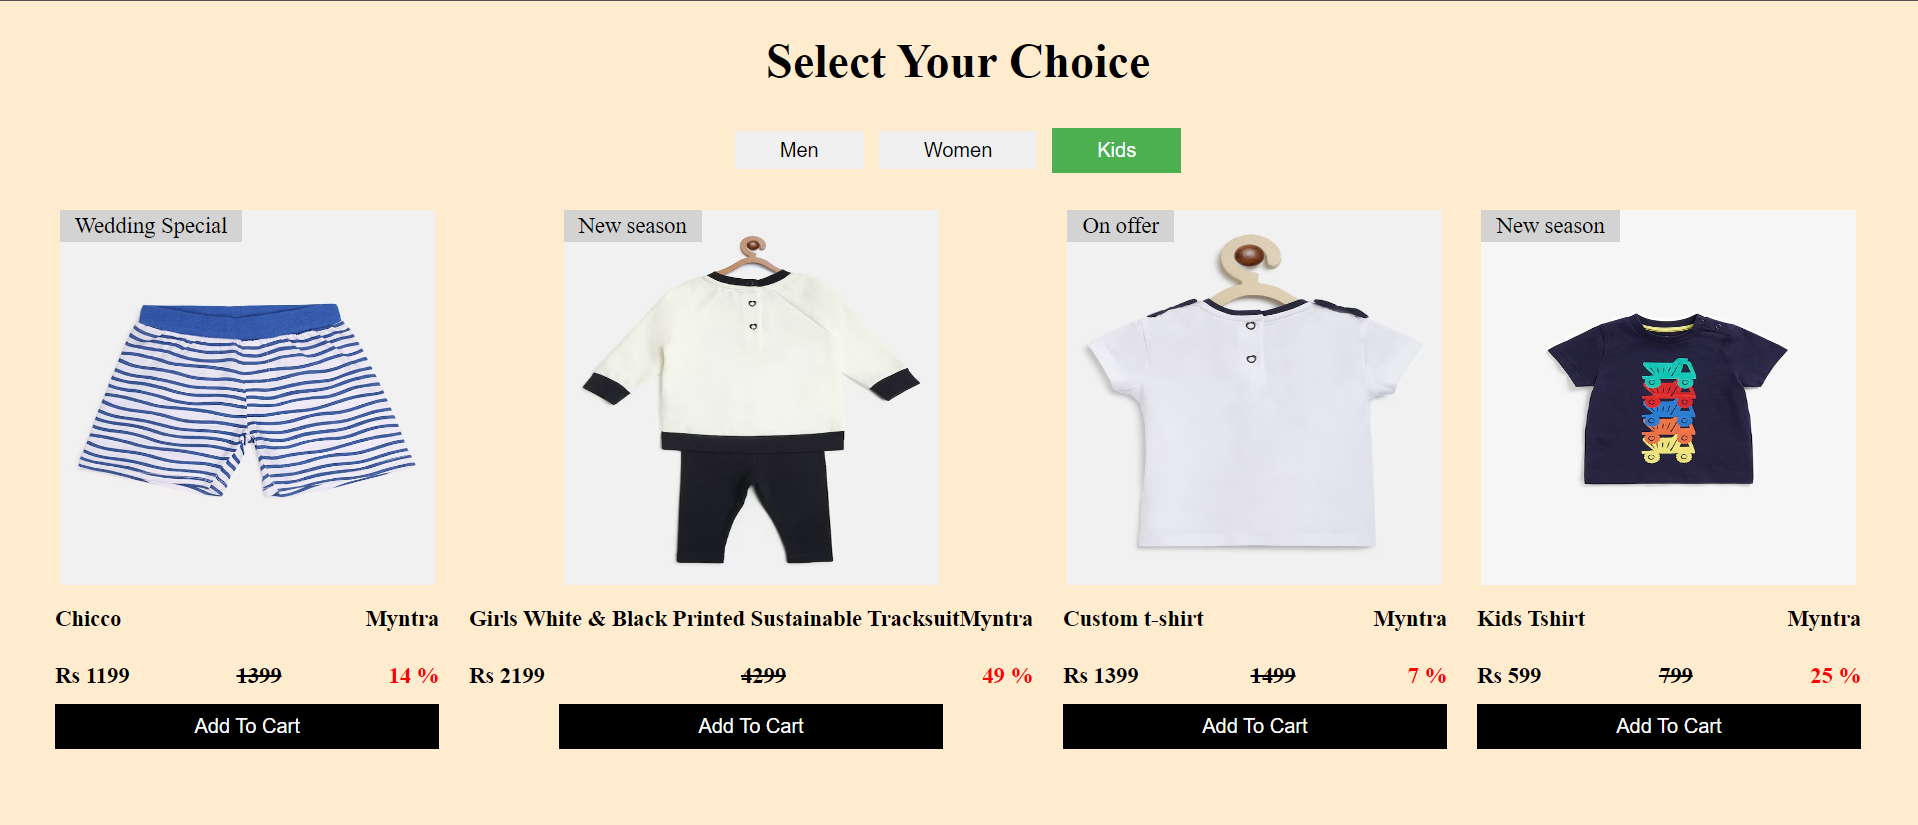 Select Your Choice
Men Women Kids
Wedding Special
New season
On offer
New season
Chicco Myntra
Girls White & Black Printed Sustainable TracksuitMyntra
Custom t-shirt Myntra
Kids Tshirt Myntra
Rs 1199 1399 14 %
Rs 2199 4299 49 %
Rs 1399 1499 7 %
Rs 599 799 25 %
Add To Cart
Add To Cart
Add To Cart
Add To Cart